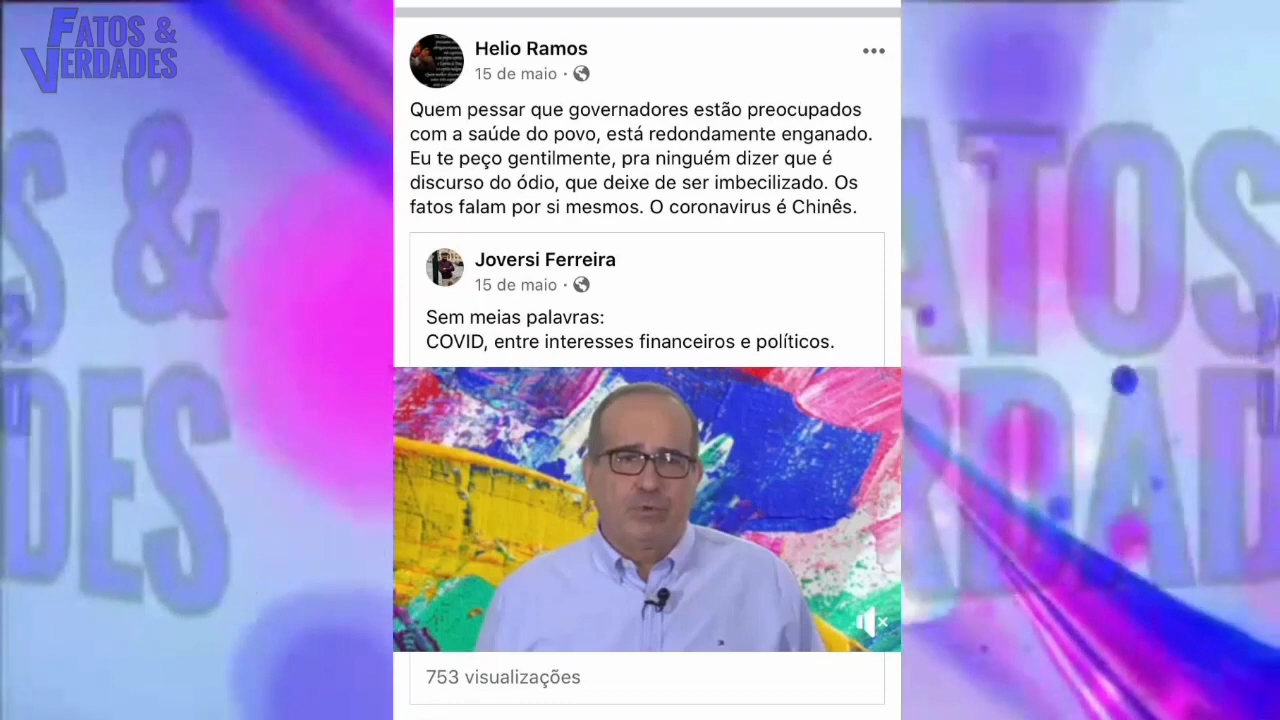 FATOS &
VERDADES
Helio Ramos
15 de maio ·
Quem pessar que governadores estão preocupados
com a saúde do povo, está redondamente enganado.
Eu te peço gentilmente, pra ninguém dizer que é
discurso do ódio, que deixe de ser imbecilizado. Os
fatos falam por si mesmos. O coronavirus é Chinês.
Joversi Ferreira
15 de maio ·
Sem meias palavras:
COVID, entre interesses financeiros e políticos.
753 visualizações
S &
DES
ATOS
RDAD